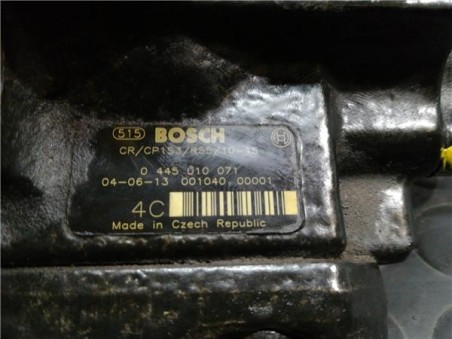 515 BOSCH
CR/CP1S3/R55/10-1S
0 445 010 071
04-06-13 001040 00001
4C
Made in Czech Republic